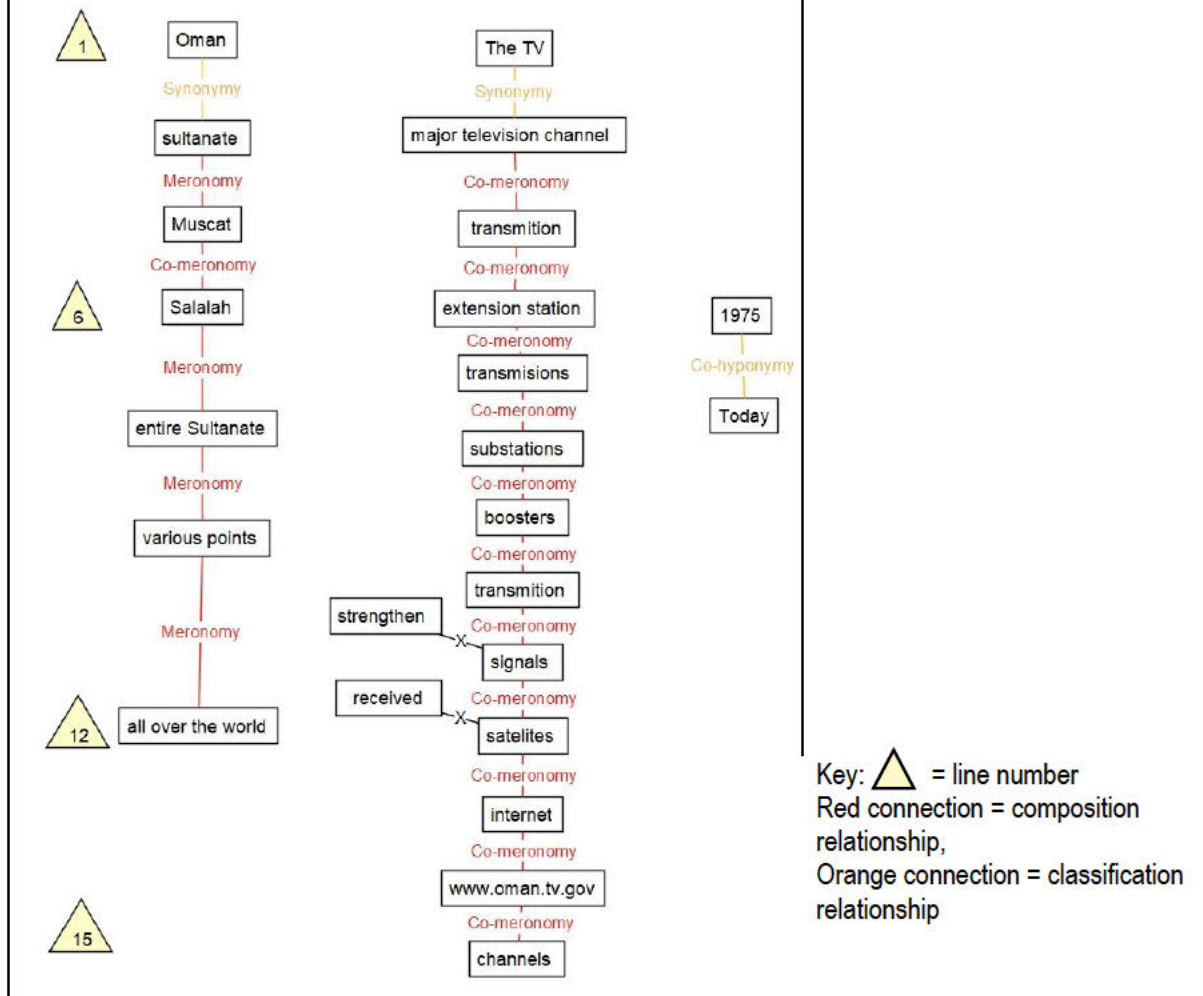 1
Oman
Synonymy
sultanate
Meronomy
Muscat
Co-meronomy
6
Salalah
Meronomy
entire Sultanate
Meronomy
various points
Meronomy
12
all over the world
15
The TV
Synonymy
major television channel
Co-meronomy
transmition
Co-meronomy
extension station
Co-meronomy
transmisions
Co-meronomy
substations
Co-meronomy
boosters
Co-meronomy
transmition
strengthen
X
Co-meronomy
signals
received
X
Co-meronomy
satelites
Co-meronomy
internet
Co-meronomy
www.oman.tv.gov
Co-meronomy
channels
1975
Co-hyponymy
Today
Key: = line number
Red connection = composition
relationship,
Orange connection = classification
relationship